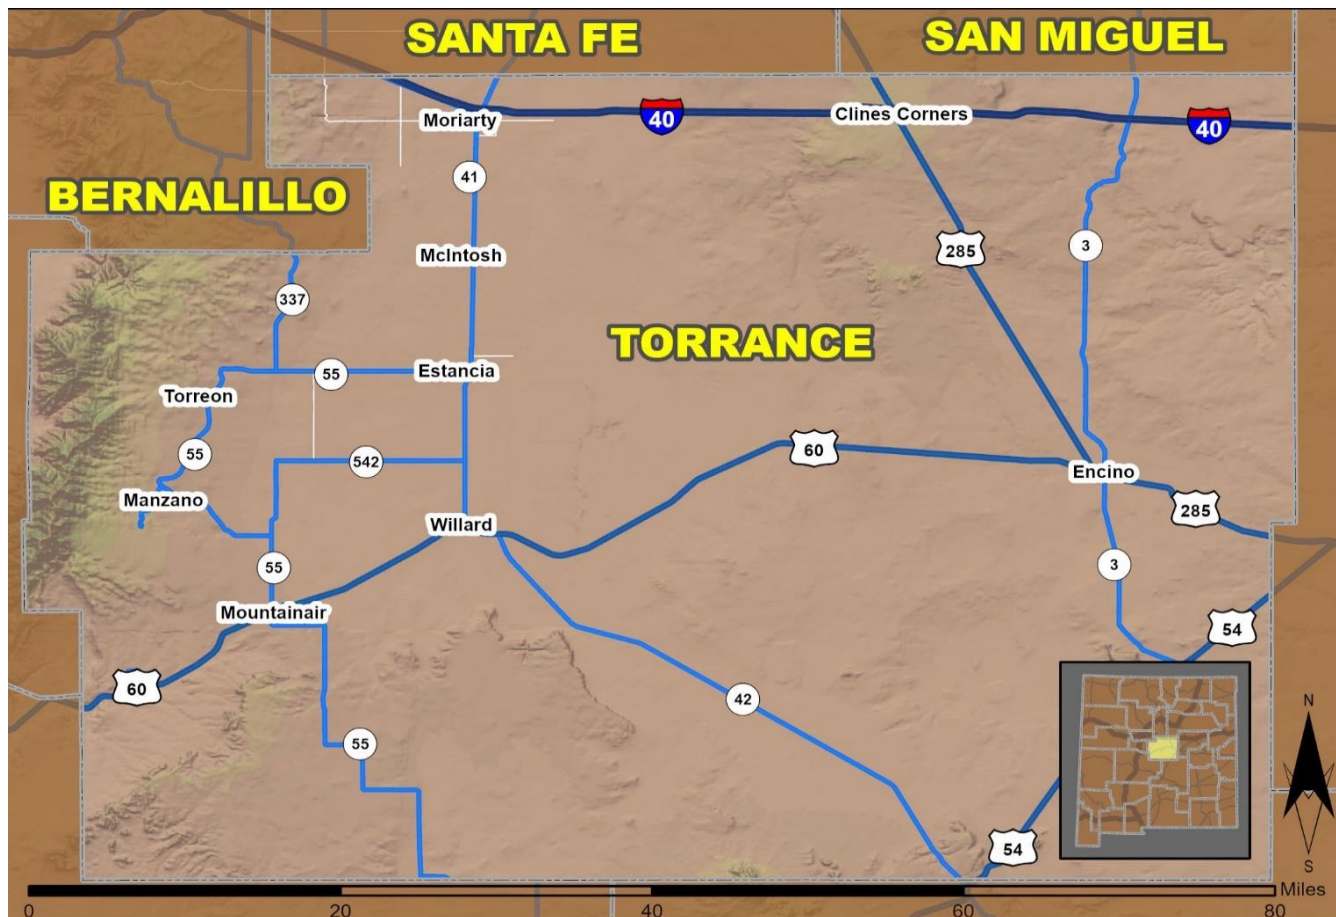 SANTA FE
SAN MIGUEL
Moriarty
40
Clines Corners
40
41
BERNALILLO
McIntosh
285
3
337
TORRANCE
55
Estancia
Torreon
55
542
60
Encino
Manzano
Willard
285
55
3
Mountainair
54
60
42
55
54
N
S
Miles
0
20
40
60
80